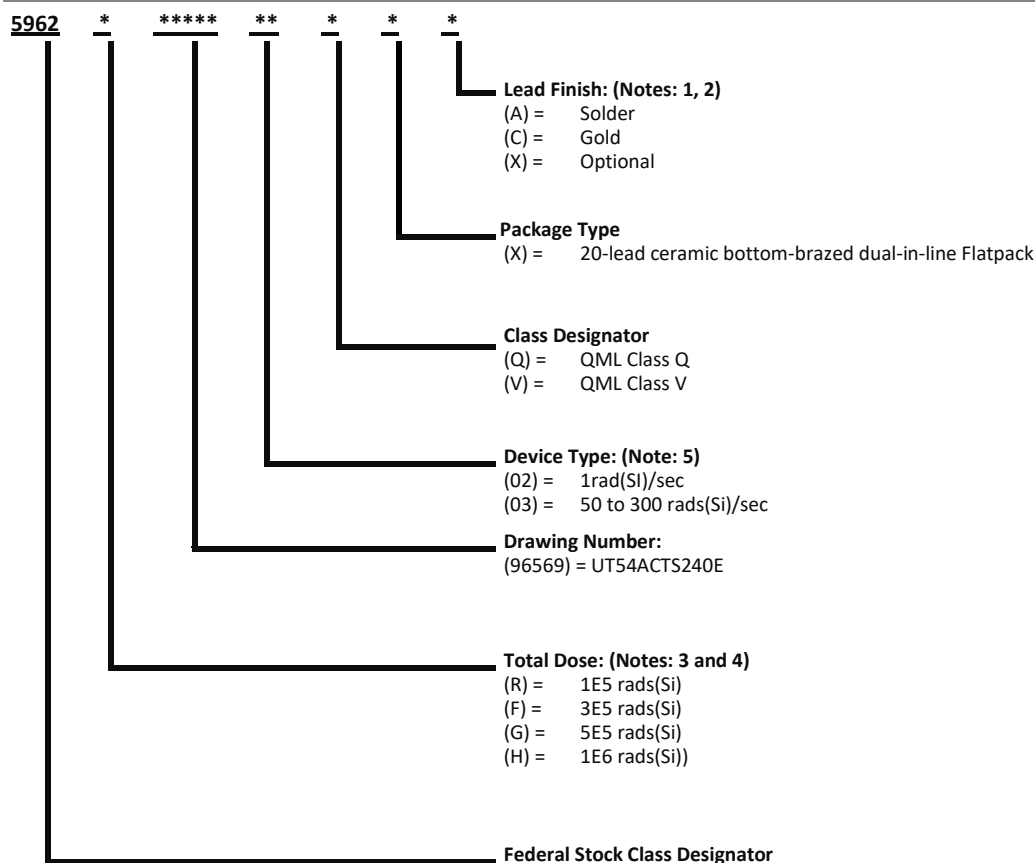 5962 * ***** ** * * *
Lead Finish: (Notes: 1, 2)
(A) = Solder
(C) = Gold
(X) = Optional
Package Type
(X) = 20-lead ceramic bottom-brazed dual-in-line Flatpack
Class Designator
(Q) = QML Class Q
(V) = QML Class V
Device Type: (Note: 5)
(02) = 1rad(SI)/sec
(03) = 50 to 300 rads(Si)/sec
Drawing Number:
(96569) = UT54ACTS240E
Total Dose: (Notes: 3 and 4)
(R) = 1E5 rads(Si)
(F) = 3E5 rads(Si)
(G) = 5E5 rads(Si)
(H) = 1E6 rads(Si))
Federal Stock Class Designator